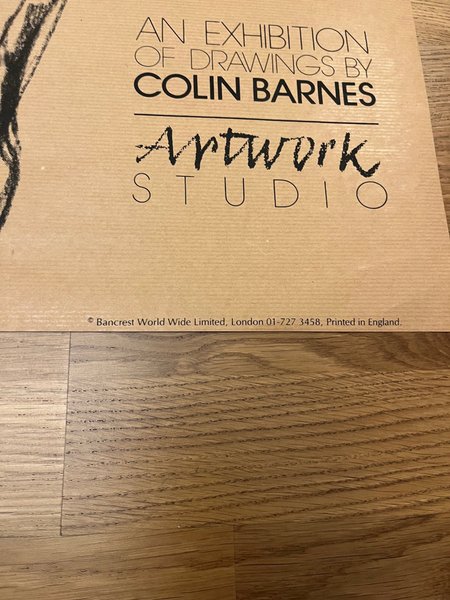 AN EXHIBITION
OF DRAWINGS BY
COLIN BARNES
Artwork
STUDIO
© Bancrest World Wide Limited, London 01-727 3458, Printed in England.